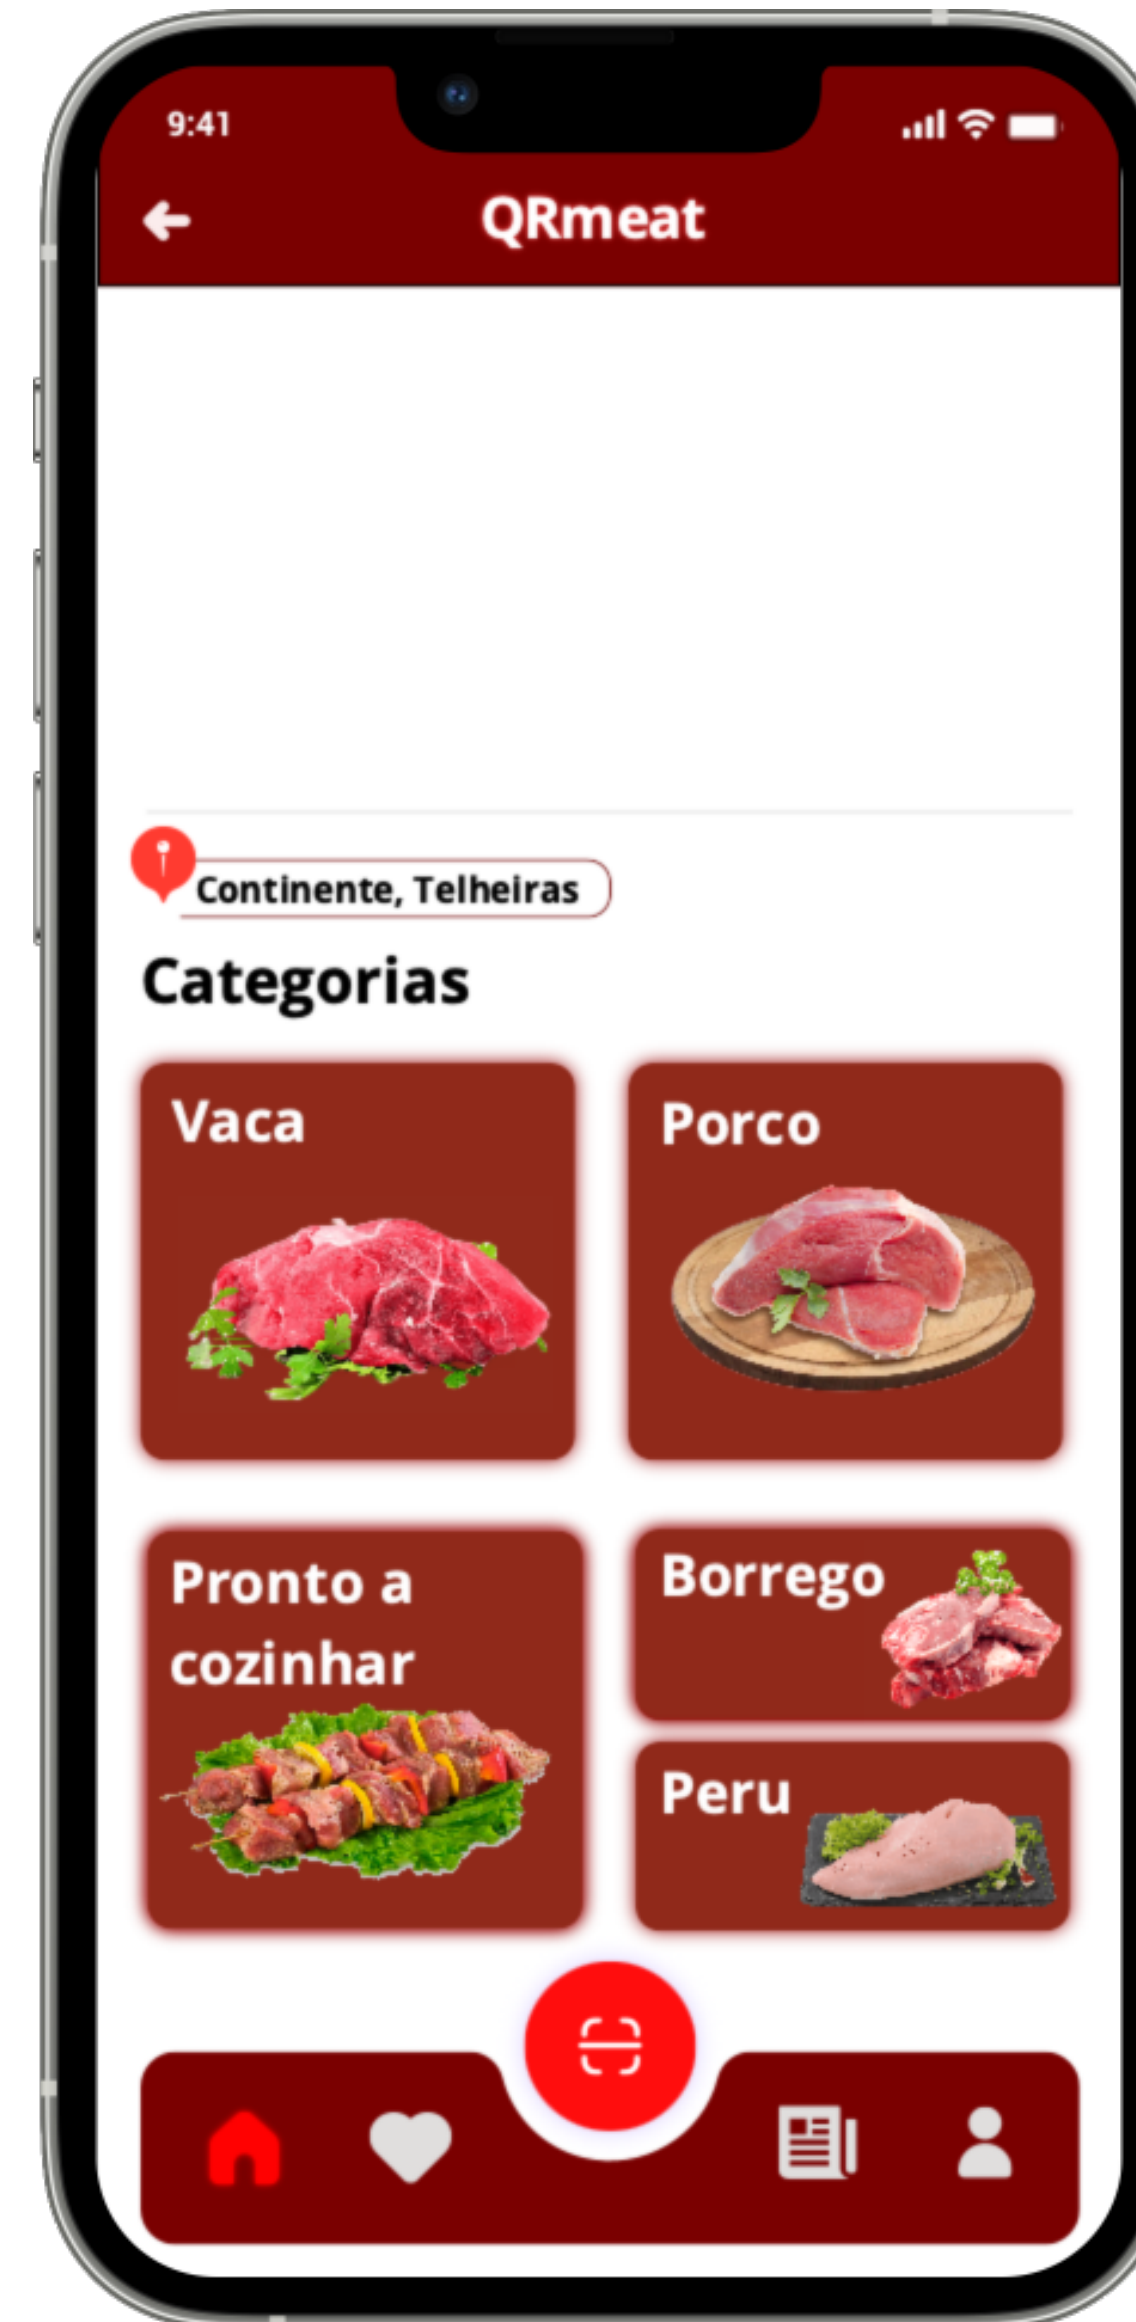 9:41
QRmeat
Continente, Telheiras
Categorias
Vaca
Porco
Pronto a
cozinhar
Borrego
Peru